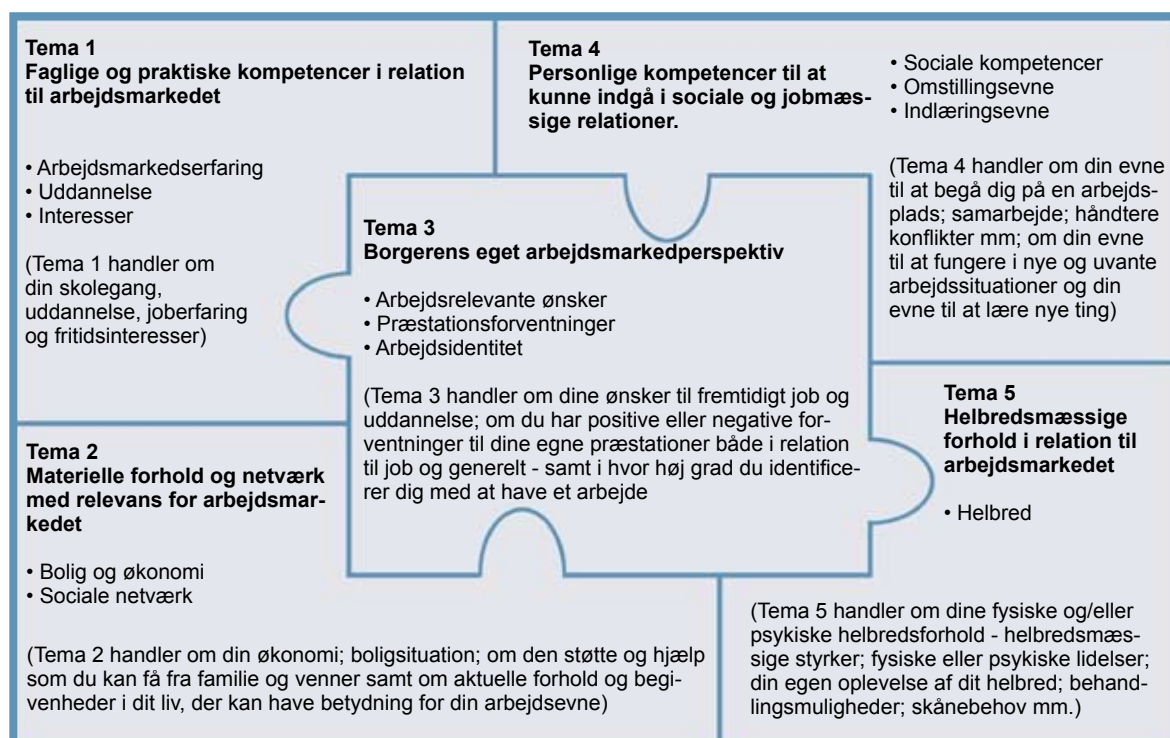 Tema 1
Faglige og praktiske kompetencer i relation
til arbejdsmarkedet
• Arbejdsmarkedserfaring
• Uddannelse
• Interesser
(Tema 1 handler om
din skolegang,
uddannelse, joberfaring
og fritidsinteresser)
Tema 4
Personlige kompetencer til at
kunne indgå i sociale og jobmæs-
sige relationer.
• Sociale kompetencer
• Omstillingsevne
• Indlæringsevne
(Tema 4 handler om din evne
til at begå dig på en arbejds-
plads; samarbejde; håndtere
konflikter mm; om din evne
til at fungere i nye og uvante
arbejdssituationer og din
evne til at lære nye ting)
Tema 3
Borgerens eget arbejdsmarkedperspektiv
• Arbejdsrelevante ønsker
• Præstationsforventninger
• Arbejdsidentitet
(Tema 3 handler om dine ønsker til fremtidigt job og
uddannelse; om du har positive eller negative for-
ventninger til dine egne præstationer både i relation
til job og generelt - samt i hvor høj grad du identifice-
rer dig med at have et arbejde
Tema 2
Materielle forhold og netværk
med relevans for arbejdsmar-
kedet
• Bolig og økonomi
• Sociale netværk
(Tema 2 handler om din økonomi; boligsituation; om den støtte og hjælp
som du kan få fra familie og venner samt om aktuelle forhold og begi-
venheder i dit liv, der kan have betydning for din arbejdsevne)
Tema 5
Helbredsmæssige
forhold i relation til
arbejdsmarkedet
• Helbred
(Tema 5 handler om dine fysiske og/eller
psykiske helbredsforhold - helbredsmæs-
sige styrker; fysiske eller psykiske lidelser;
din egen oplevelse af dit helbred; behand-
lingsmuligheder; skånebehov mm.)